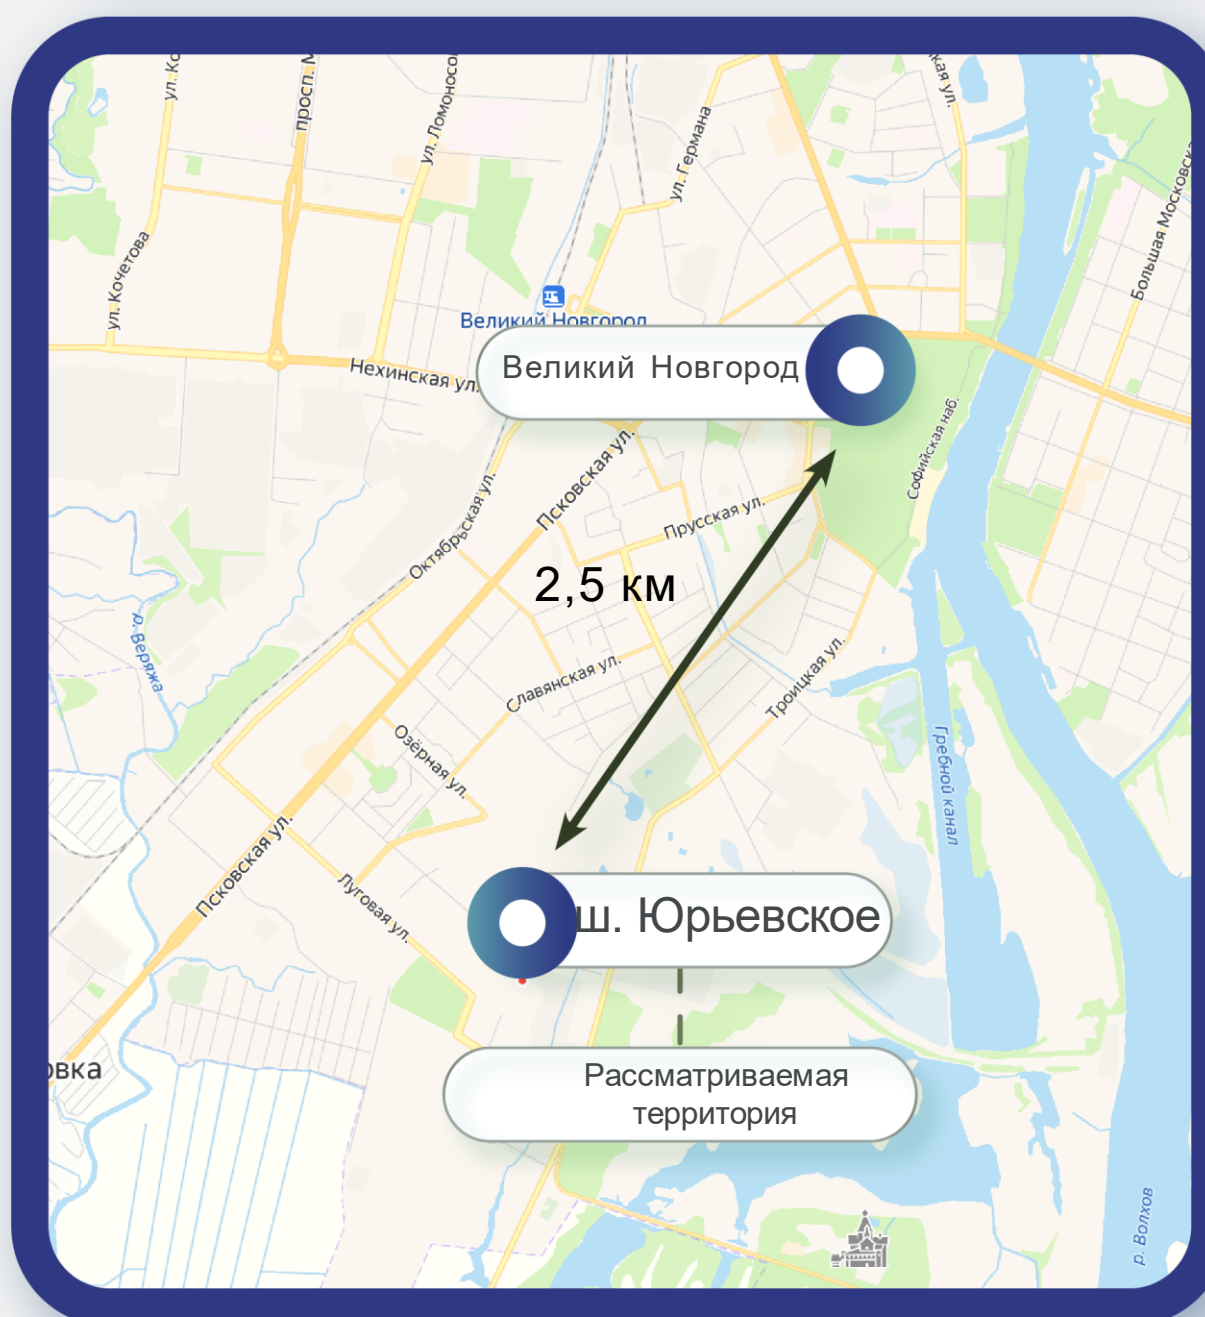 ул. Ко
просп. М
ул. Ломоносо
ул. Германа
кая ул.
Большая Московска
ул. Кочетова
Великий Новгород
Нехинская ул.
Великий Новгород
Софийская наб.
Псковская ул.
Октябрьская ул.
Прусская ул.
2,5 км
р. Веряжа
Славянская ул.
Троицкая ул.
Озёрная ул.
Гребной канал
Псковская ул.
Луговая ул.
ш. Юрьевское
овка
Рассматриваемая
территория
р. Волхов